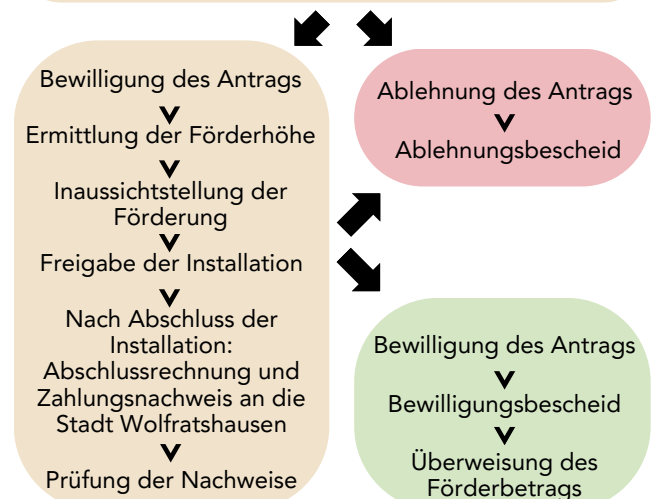 Bewilligung des Antrags
Ermittlung der Förderhöhe
Inaussichtstellung der
Förderung
Freigabe der Installation
Nach Abschluss der
Installation:
Abschlussrechnung und
Zahlungsnachweis an die
Stadt Wolfratshausen
Prüfung der Nachweise
Ablehnung des Antrags
Ablehnungsbescheid
Bewilligung des Antrags
Bewilligungsbescheid
Überweisung des
Förderbetrags